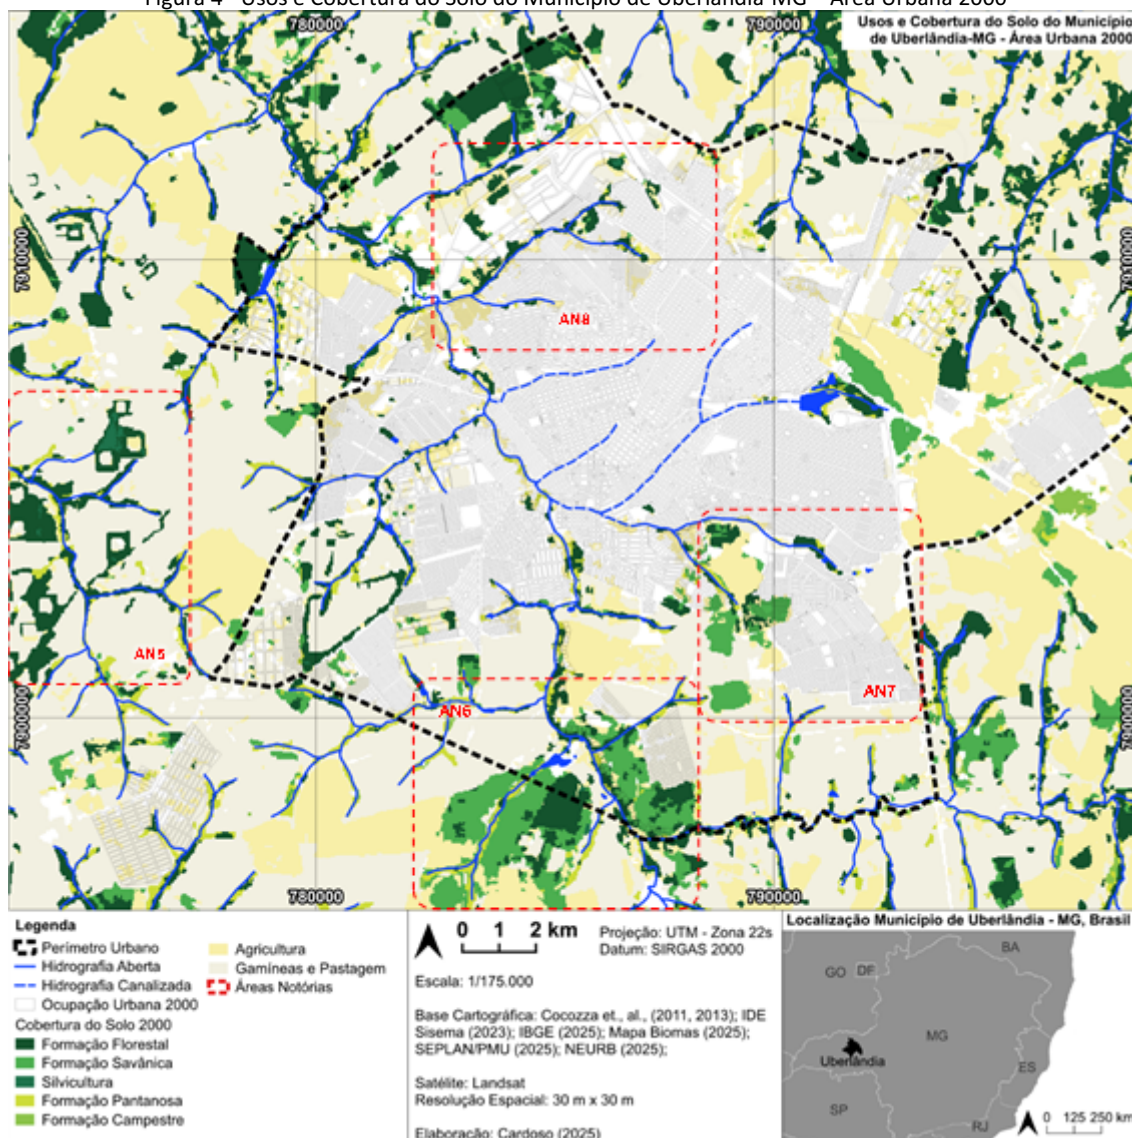 Figura 4 - Usos e Cobertura do Solo do Município de Uberlândia-MG – Área Urbana 2000
Usos e Cobertura do Solo do Município
de Uberlândia-MG - Área Urbana 2000
780000
790000
7910000
7910000
AN8
AN5
AN6
AN7
7900000
7900000
780000
790000
Legenda
Perímetro Urbano
Hidrografia Aberta
Hidrografia Canalizada
Ocupação Urbana 2000
Cobertura do Solo 2000
Formação Florestal
Formação Savânica
Silvicultura
Formação Pantanosa
Formação Campestre
Agricultura
Gamíneas e Pastagem
Áreas Notórias
0 1 2 km
Projeção: UTM - Zona 22s
Datum: SIRGAS 2000
Escala: 1/175.000
Base Cartográfica: Cocozza et., al., (2011, 2013); IDE
Sisema (2023); IBGE (2025); Mapa Biomas (2025);
SEPLAN/PMU (2025); NEURB (2025);
Satélite: Landsat
Resolução Espacial: 30 m x 30 m
Elaboração: Cardoso (2025)
Localização Município de Uberlândia - MG, Brasil
BA
GO
DF
MG
Uberlândia
ES
SP
RJ
0 125 250 km